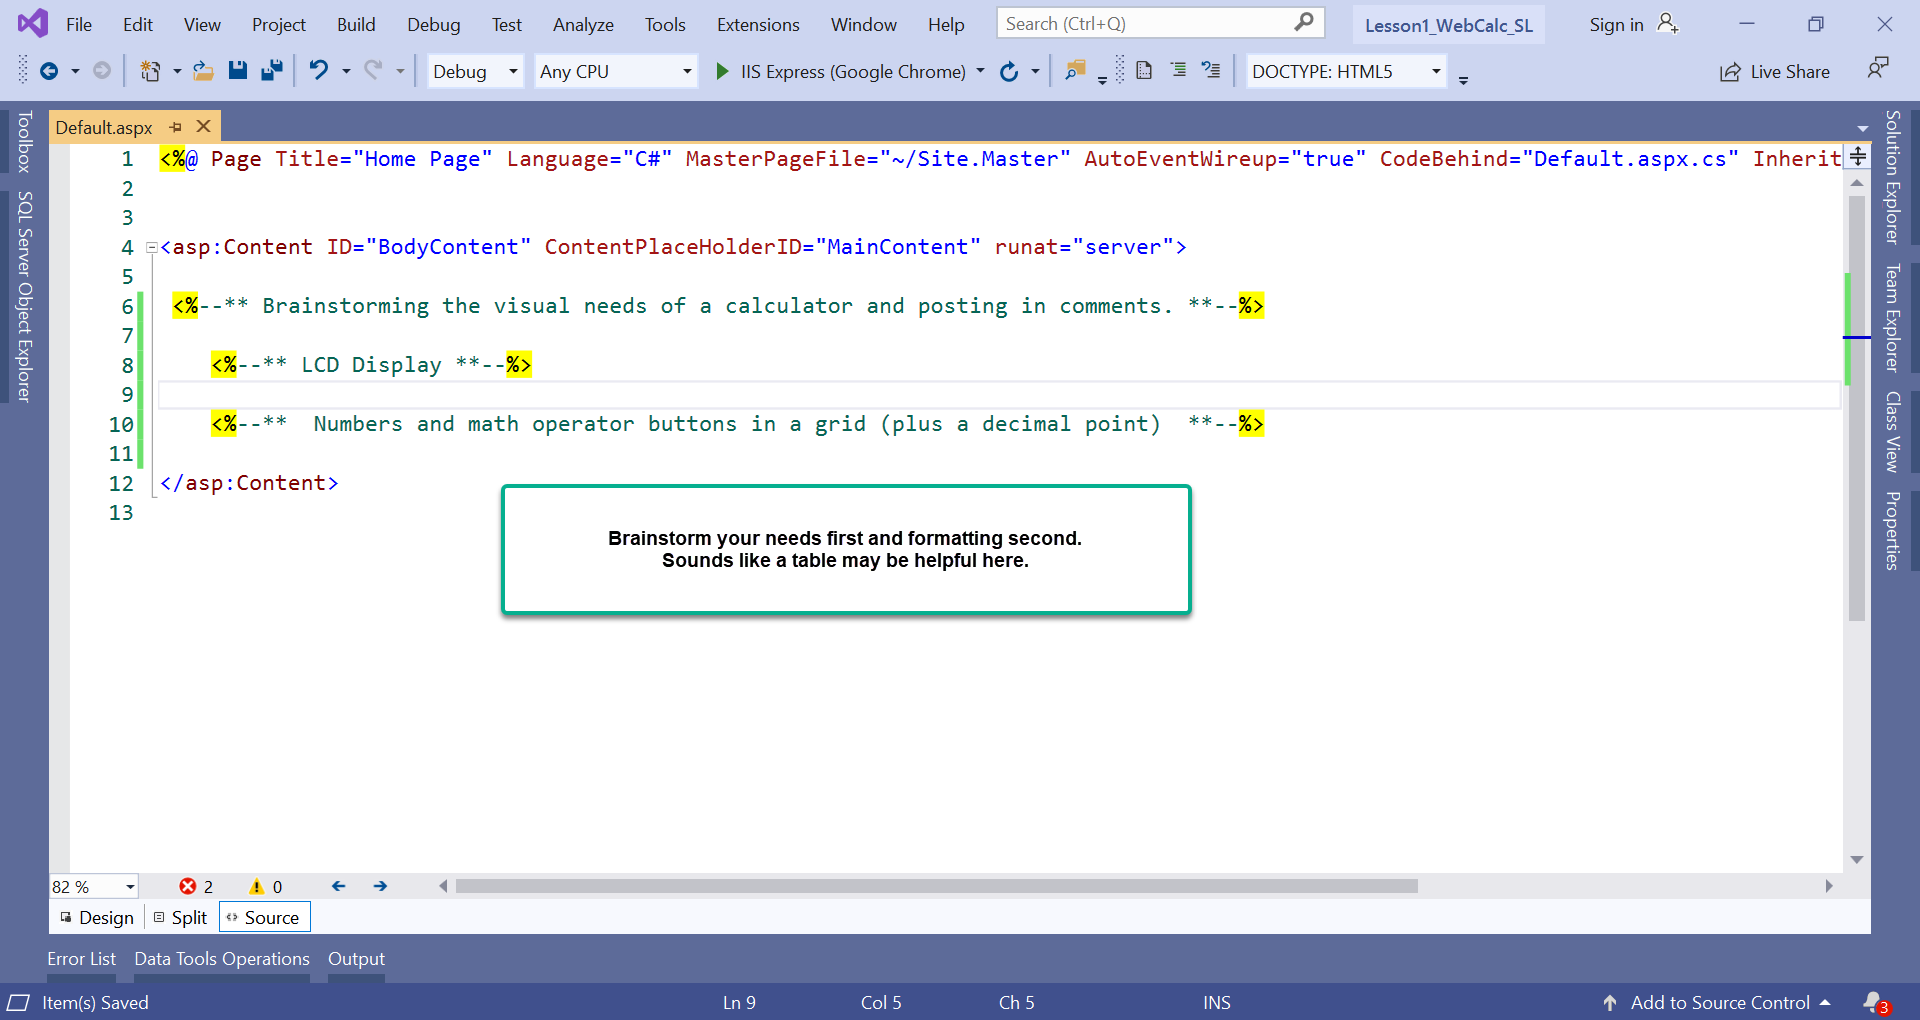 File Edit View Project Build Debug Test Analyze Tools Extensions Window Help Search (Ctrl+Q) Lesson1_WebCalc_SL Sign in
Debug Any CPU IIS Express (Google Chrome) DOCTYPE: HTML5 Live Share
Toolbox
SQL Server Object Explorer
Default.aspx
1 <%@ Page Title="Home Page" Language="C#" MasterPageFile="~/Site.Master" AutoEventWireup="true" CodeBehind="Default.aspx.cs" Inherit
2
3
4 <asp:Content ID="BodyContent" ContentPlaceHolderID="MainContent" runat="server">
5
6 <%--** Brainstorming the visual needs of a calculator and posting in comments. **--%>
7
8 <%--** LCD Display **--%>
9
10 <%--** Numbers and math operator buttons in a grid (plus a decimal point) **--%>
11
12 </asp:Content>
13
Brainstorm your needs first and formatting second.
Sounds like a table may be helpful here.
Solution Explorer
Team Explorer
Class View
Properties
82 % 2 0
Design Split Source
Error List Data Tools Operations Output
Item(s) Saved Ln 9 Col 5 Ch 5 INS Add to Source Control 3